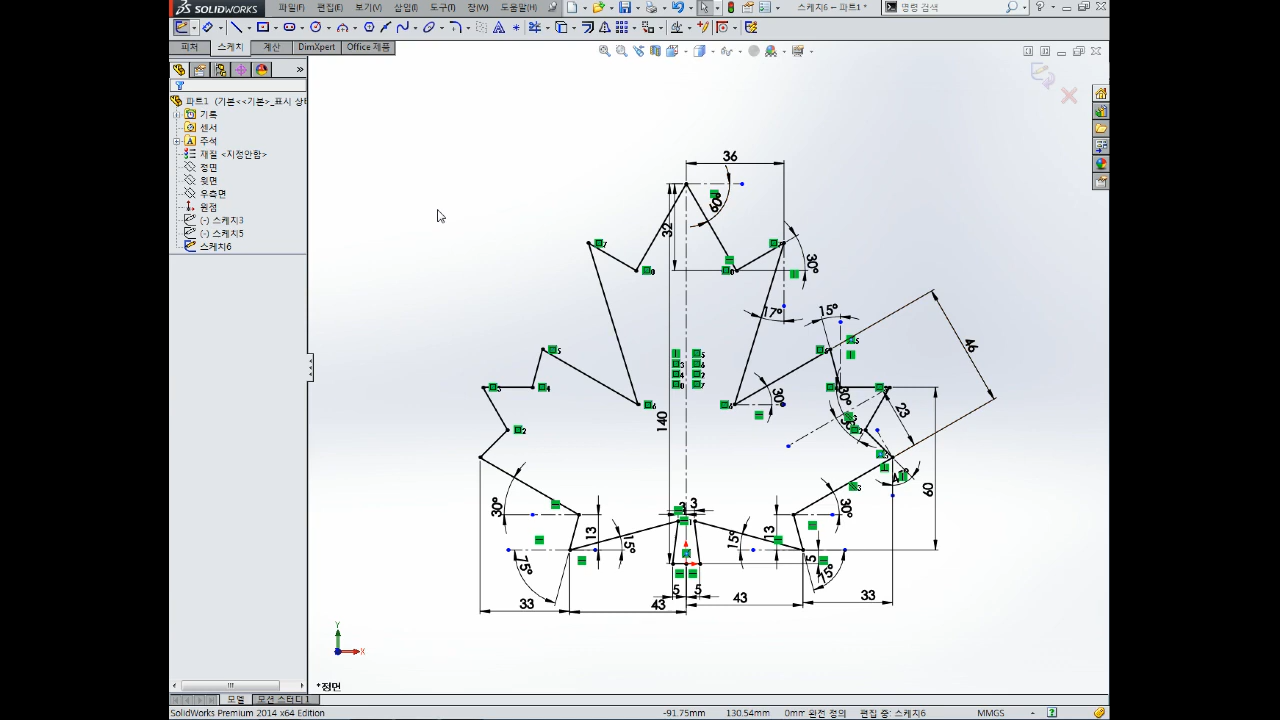 SOLIDWORKS 파일(F) 편집(E) 보기(V) 삽입(I) 도구(T) 창(W) 도움말(H) 스케치6 - 파트1 * 명령 검색
피처 스케치 계산 DimXpert Office 제품
파트1 (기본<<기본>_표시 상태
기록
센서
주석
재질 <지정안함>
정면
윗면
우측면
원점
(-) 스케치3
(-) 스케치5
스케치6
36
60°
32
30°
17°
15°
46
30°
30°
23
140
60
30°
30°
3
13
13
15°
15°
75°
75°
5
5
5
33
43
43
33
Y
X
*정면
모델 모션 스터디 1
SolidWorks Premium 2014 x64 Edition -91.75mm 130.54mm 0mm 완전 정의 편집 중: 스케치6 MMGS